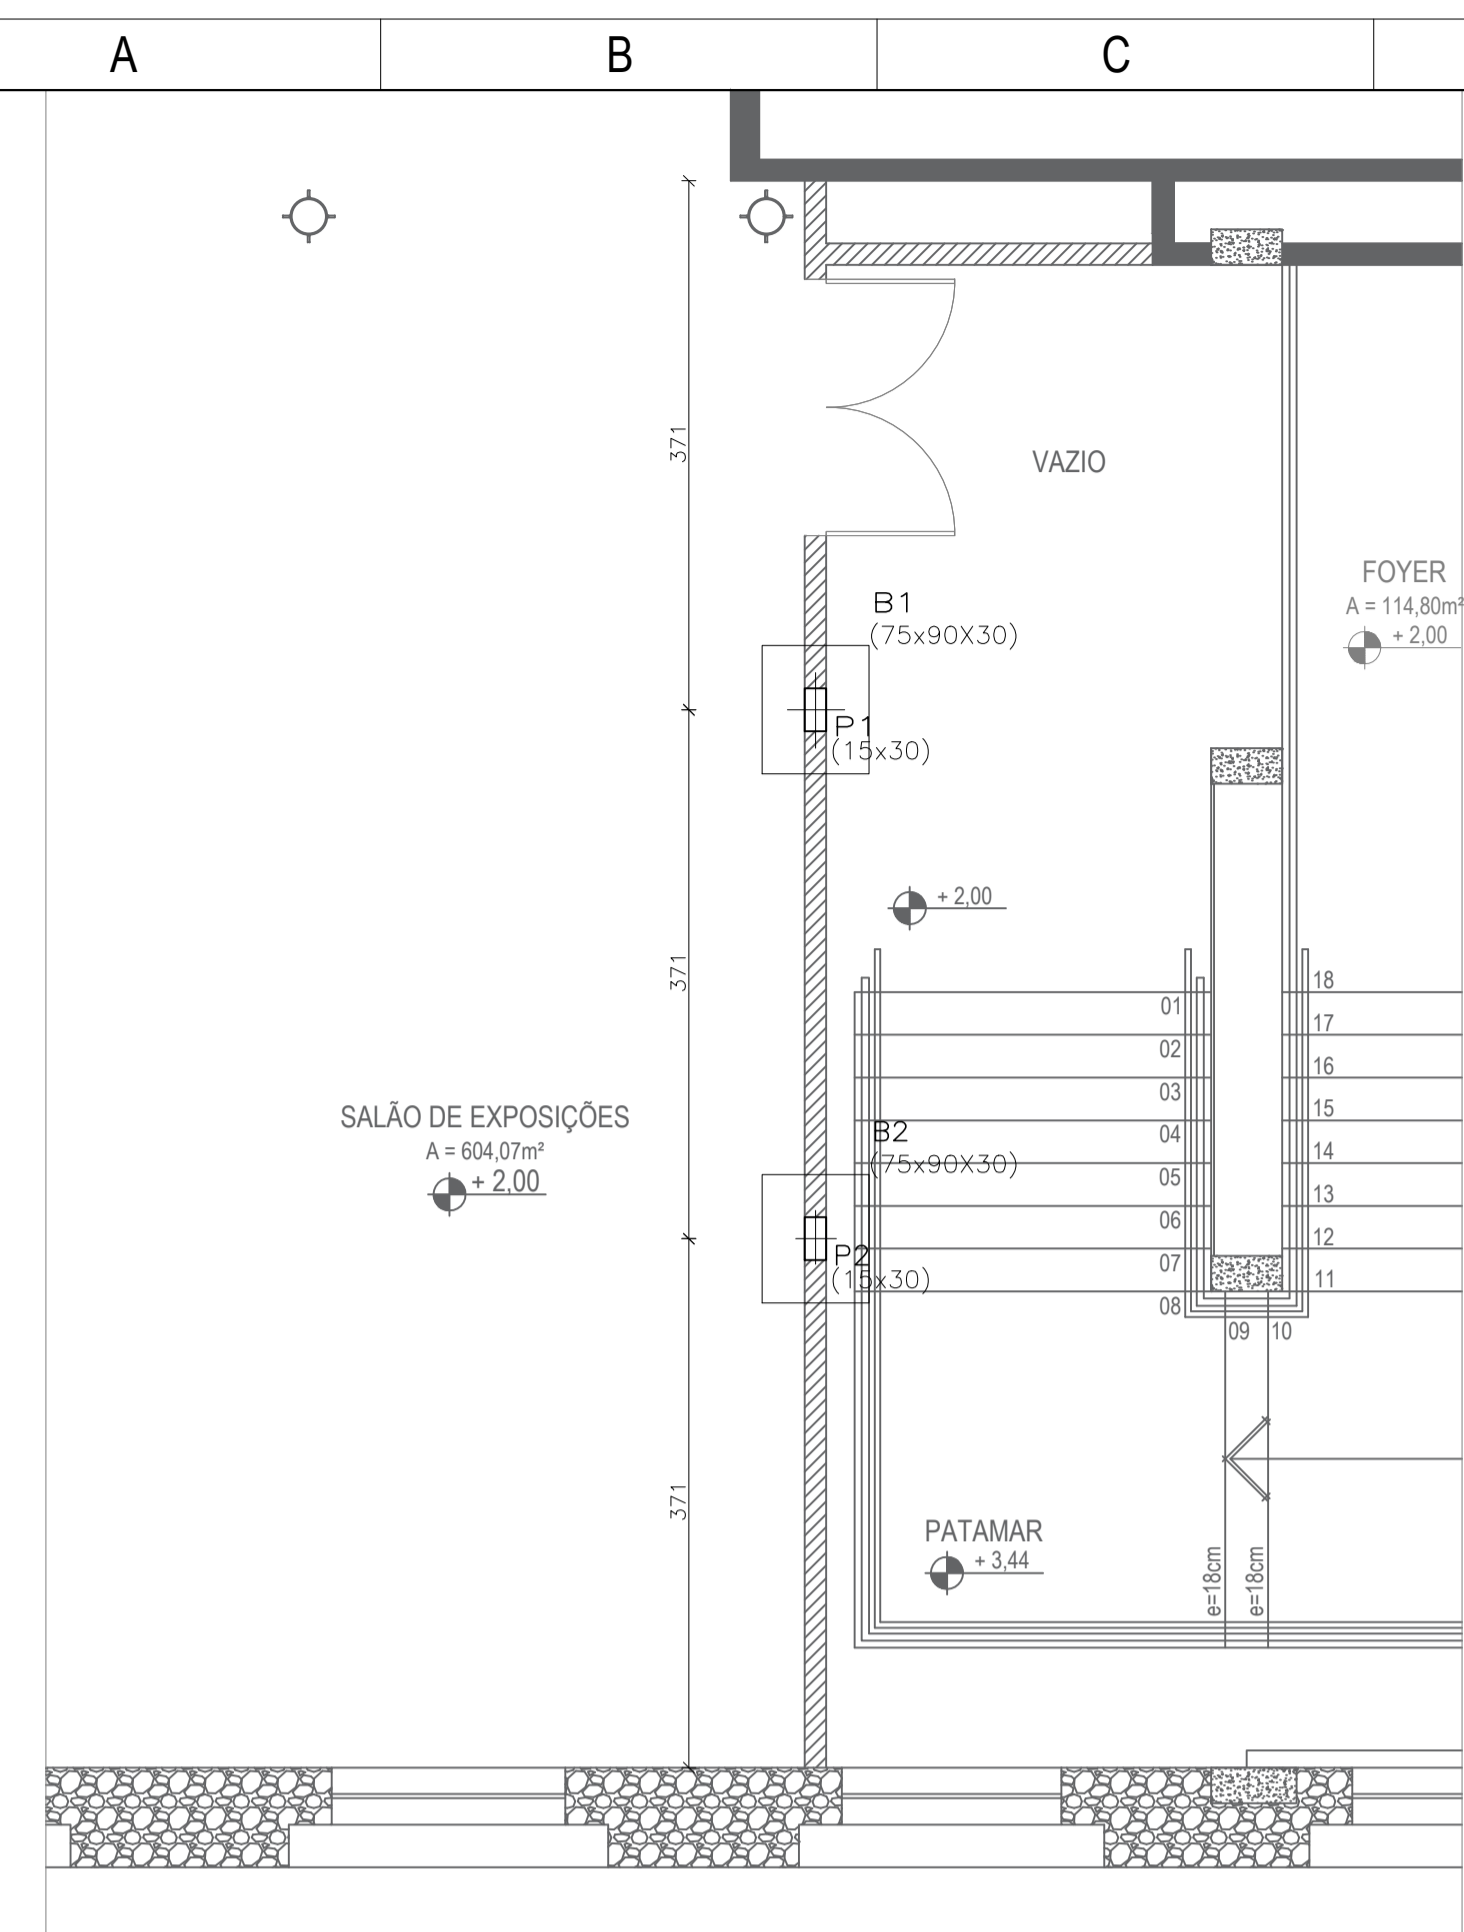 A
B
C
371
VAZIO
FOYER
A = 114,80m²
+ 2,00
B1
(75x90X30)
P1
(15x30)
+ 2,00
371
01
18
02
17
03
16
04
15
05
14
06
13
07
12
08
11
09
10
SALÃO DE EXPOSIÇÕES
A = 604,07m²
+ 2,00
B2
(75x90X30)
P2
(15x30)
371
PATAMAR
+ 3,44
e=18cm
e=18cm